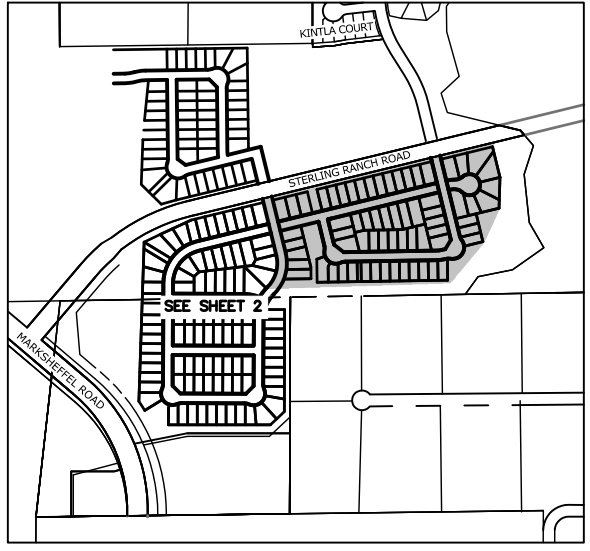 KINTLA COURT
STERLING RANCH ROAD
SEE SHEET 2
MARKSHEFFEL ROAD